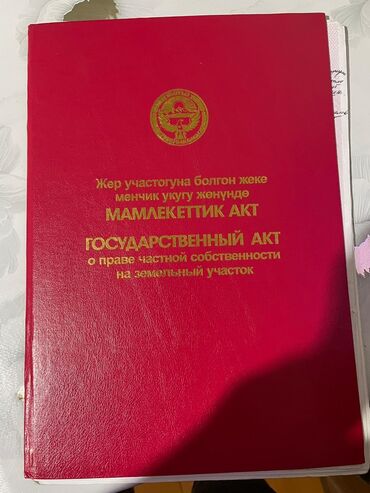 Жер участогуна болгон жеке
менчик укугу жөнүндө
МАМЛЕКЕТТИК АКТ
ГОСУДАРСТВЕННЫЙ АКТ
о праве частной собственности
на земельный участок